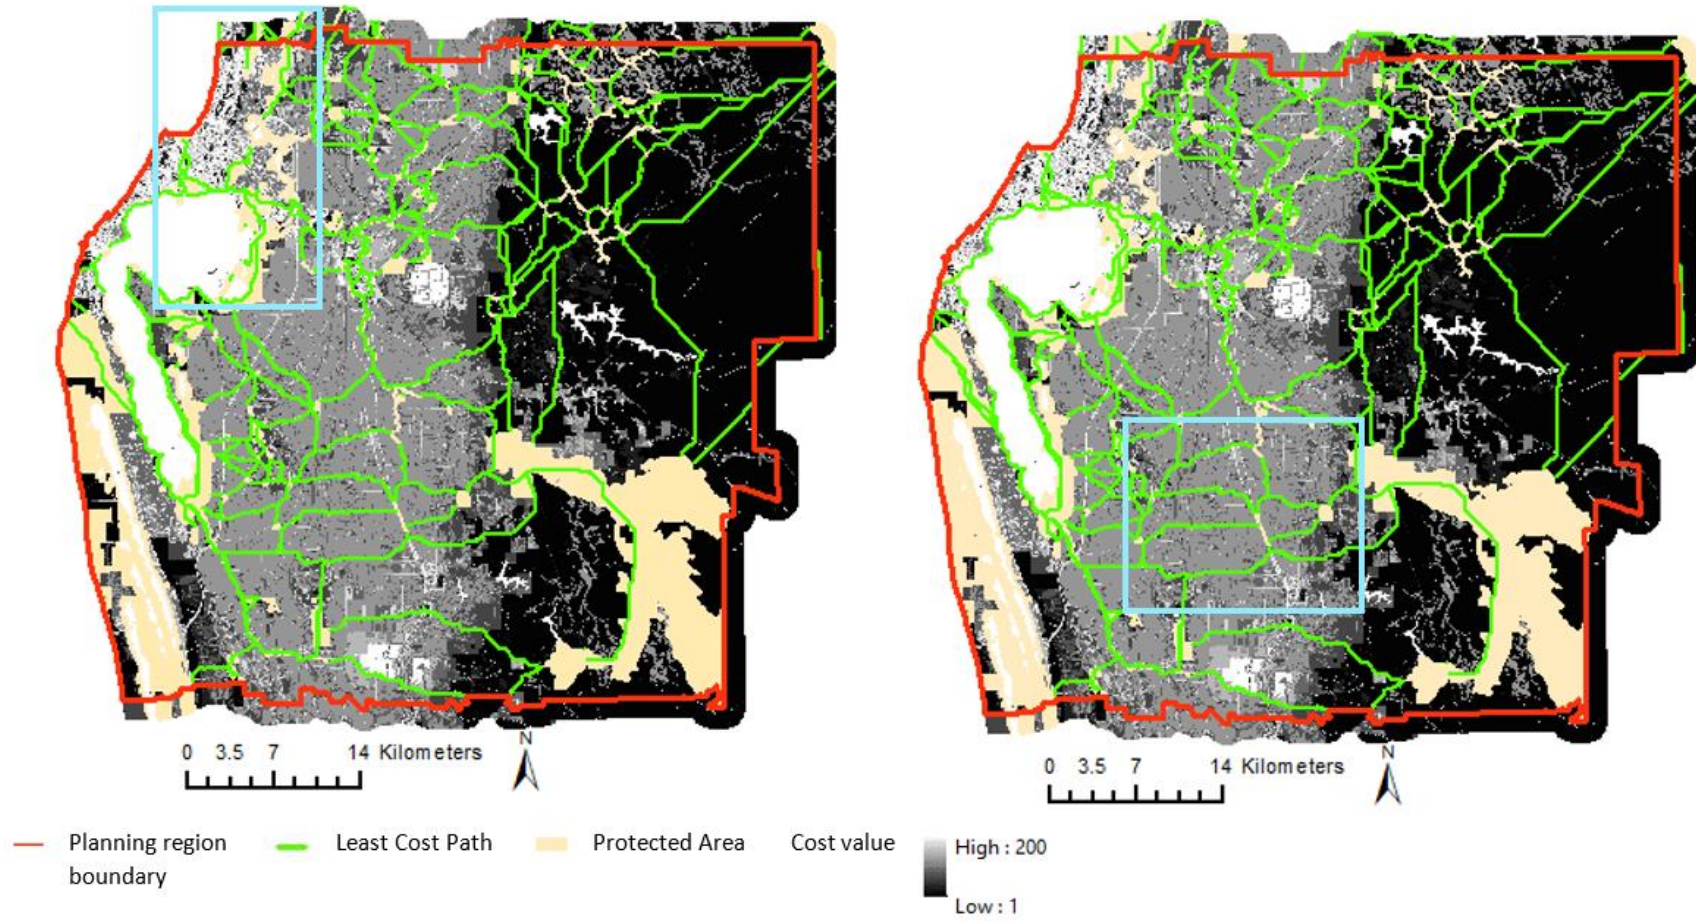 N
0 3.5 7 14 Kilometers
N
0 3.5 7 14 Kilometers
Planning region
boundary
Least Cost Path
Protected Area
Cost value
High : 200
Low : 1